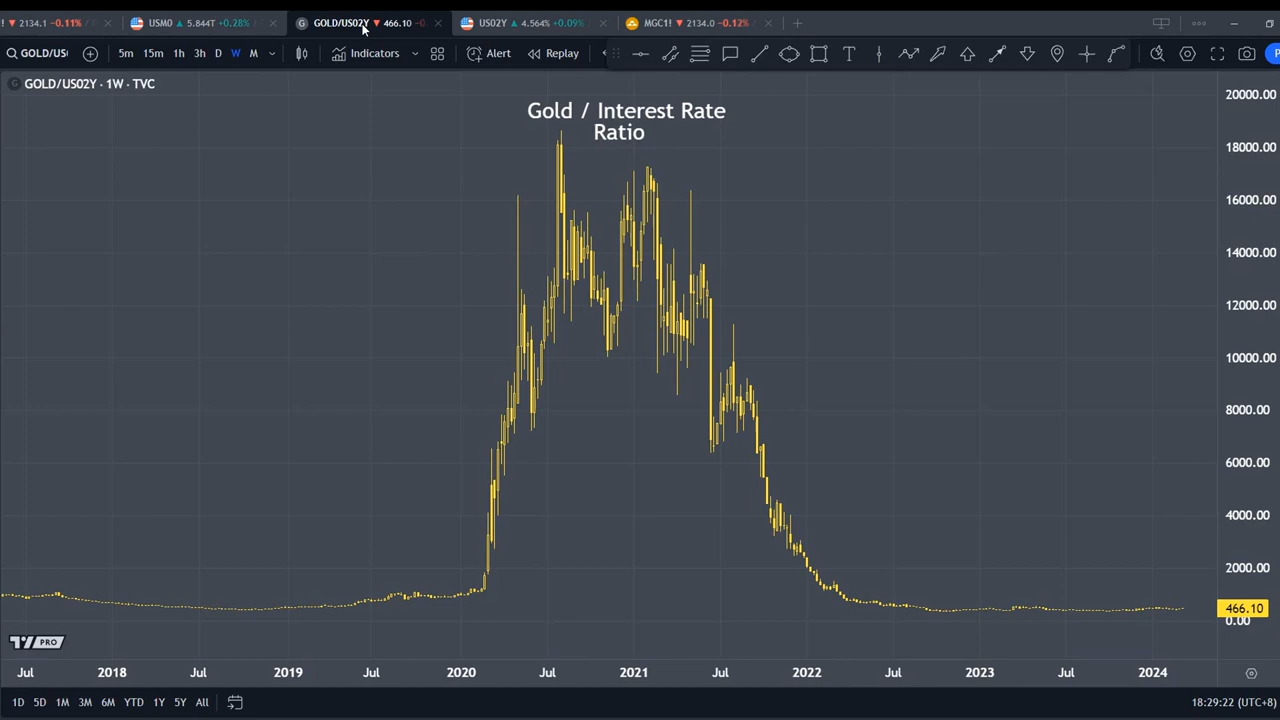 ! ▼ 2134.1 −0.11%
USM0 ▲ 5.844T +0.28%
G GOLD/US02Y ▼ 466.10 −0
US02Y ▲ 4.564% +0.09%
MGC1! ▼ 2134.0 −0.12%
GOLD/US(
5m 15m 1h 3h D W M
Indicators
Alert
Replay
T
P
G GOLD/US02Y · 1W · TVC
Gold / Interest Rate
Ratio
20000.00
18000.00
16000.00
14000.00
12000.00
10000.00
8000.00
6000.00
4000.00
2000.00
466.10
0.00
PRO
Jul 2018 Jul 2019 Jul 2020 Jul 2021 Jul 2022 Jul 2023 Jul 2024
1D 5D 1M 3M 6M YTD 1Y 5Y All
18:29:22 (UTC+8)